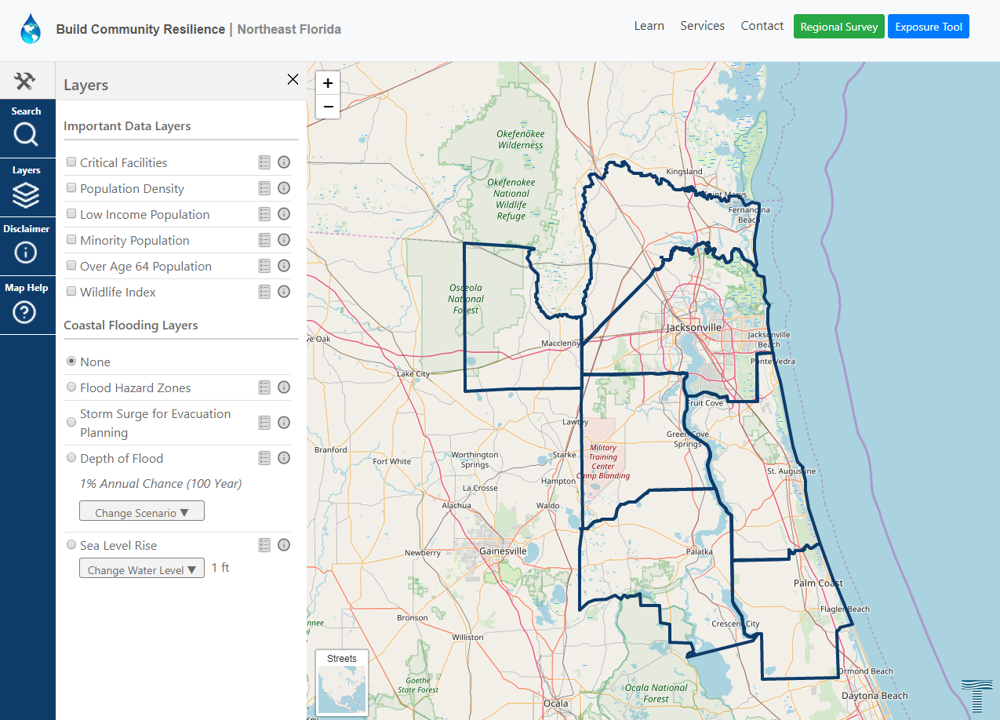 Build Community Resilience | Northeast Florida
Learn
Services
Contact
Regional Survey
Exposure Tool
Search
Layers
Disclaimer
Map Help
Layers
Important Data Layers
Critical Facilities
Population Density
Low Income Population
Minority Population
Over Age 64 Population
Wildlife Index
Coastal Flooding Layers
None
Flood Hazard Zones
Storm Surge for Evacuation
Planning
Depth of Flood
1% Annual Chance (100 Year)
Change Scenario ▼
Sea Level Rise
Change Water Level ▼ 1 ft
+
−
Okefenokee
Wilderness
Kingsland
Okefenokee
National
Wildlife
Refuge
Saint Marys
Fernandina
Beach
Osceola
National
Forest
Jacksonville
Jacksonville
Beach
ve Oak
Macclenny
Ponte Vedra
Lake City
Fruit Cove
Lawtey
Green Cove
Springs
Branford
Fort White
Worthington
Springs
Starke
Military
Training
Center
Camp Blanding
St. Augustine
Hampton
La Crosse
Alachua
Waldo
Newberry
Gainesville
Palatka
Palm Coast
Flagler Beach
Bronson
Crescent City
nnee
Williston
Streets
Goethe
State Forest
Ocala National
Forest
Ormond Beach
Daytona Beach
Ocala
Key